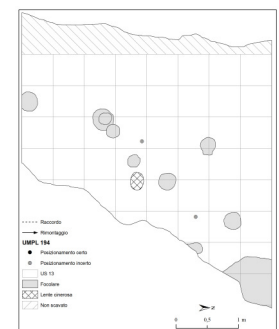 Raccordo
Rimontaggio
UMPL 194
Posizionamento certo
Posizionamento incerto
US 13
Focolare
Lente cinerosa
Non scavato
z
0 0,5 1 m